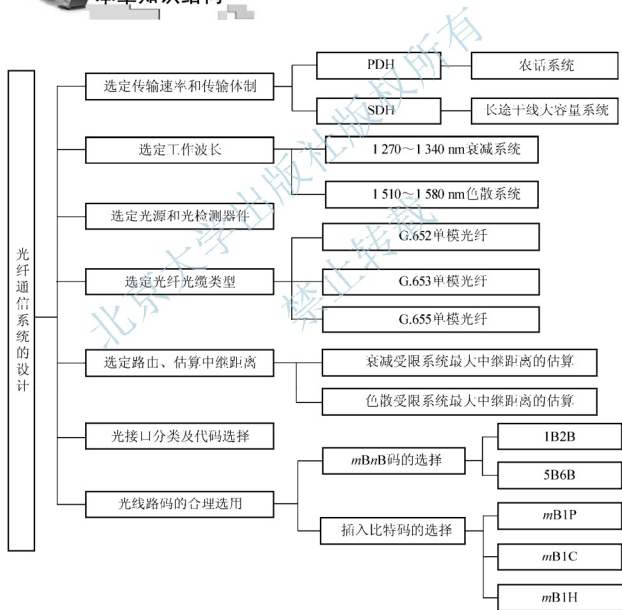 本章知识结构
光纤通信系统的设计
选定传输速率和传输体制
PDH
农话系统
SDH
长途干线大容量系统
选定工作波长
1 270～1 340 nm衰减系统
1 510～1 580 nm色散系统
选定光源和光检测器件
选定光纤光缆类型
G.652单模光纤
G.653单模光纤
G.655单模光纤
选定路由、估算中继距离
衰减受限系统最大中继距离的估算
色散受限系统最大中继距离的估算
光接口分类及代码选择
光线路码的合理选用
mBnB码的选择
1B2B
5B6B
插入比特码的选择
mB1P
mB1C
mB1H
北京大学出版社版权所有
禁止转载